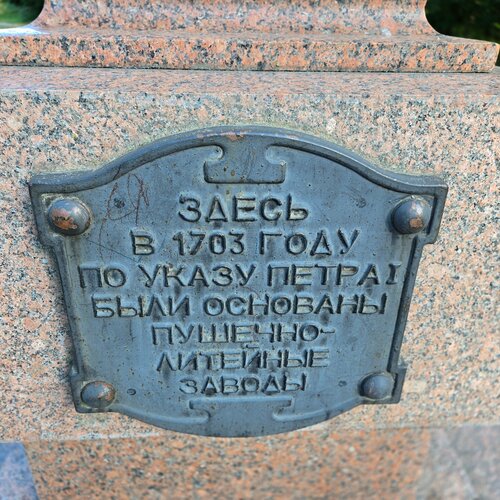 ЗДЕСЬ
В 1703 ГОДУ
ПО УКАЗУ ПЕТРА I
БЫЛИ ОСНОВАНЫ
ПУШЕЧНО-
ЛИТЕЙНЫЕ
ЗАВОДЫ